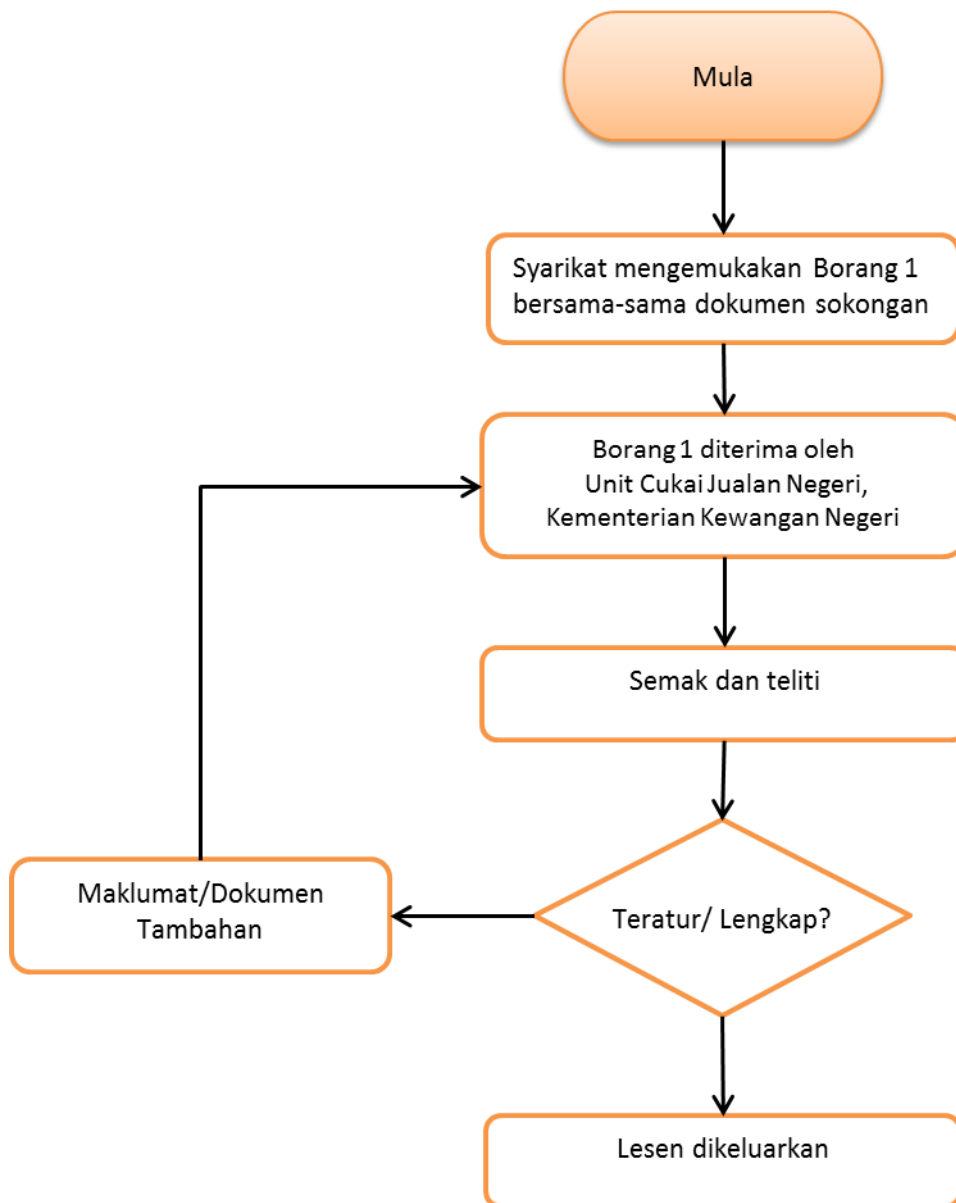 Mula
Syarikat mengemukakan Borang 1
bersama-sama dokumen sokongan
Borang 1 diterima oleh
Unit Cukai Jualan Negeri,
Kementerian Kewangan Negeri
Semak dan teliti
Teratur/ Lengkap?
Maklumat/Dokumen
Tambahan
Lesen dikeluarkan